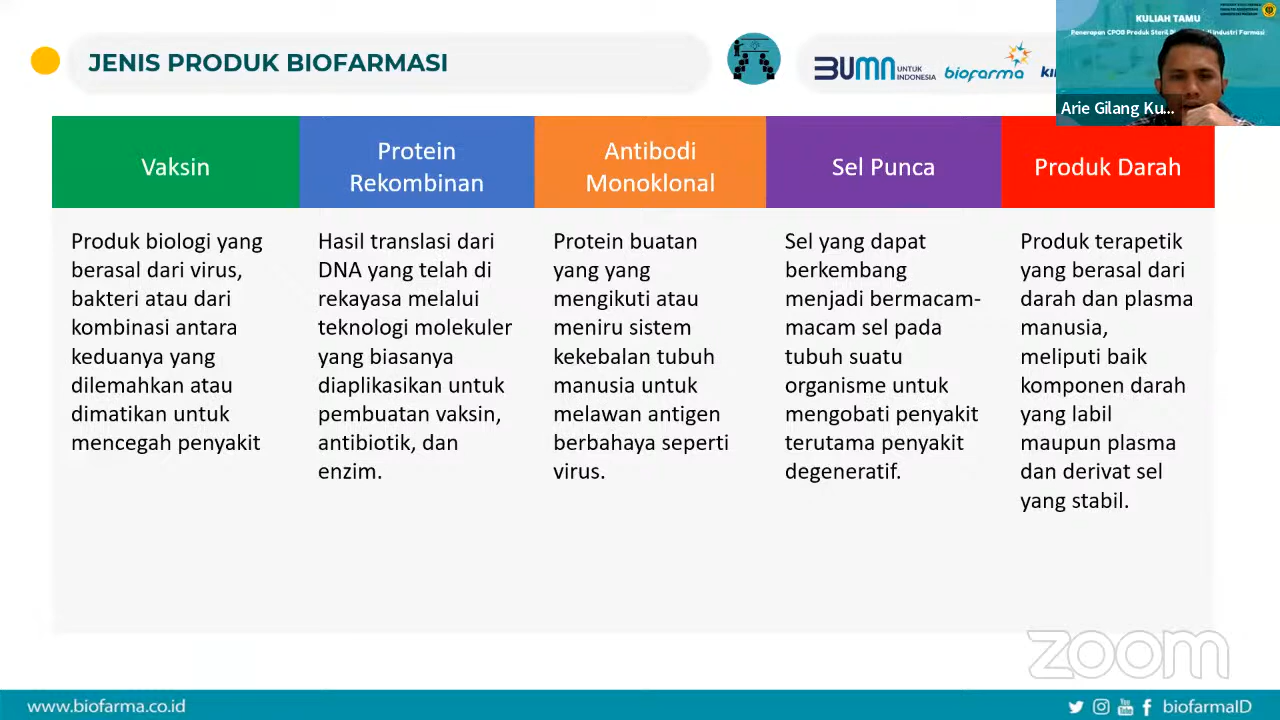 JENIS PRODUK BIOFARMASI
BUMN
UNTUK
INDONESIA
biofarma
KULIAH TAMU
Arie Gilang Ku...
Vaksin
Protein
Rekombinan
Antibodi
Monoklonal
Sel Punca
Produk Darah
Produk biologi yang
berasal dari virus,
bakteri atau dari
kombinasi antara
keduanya yang
dilemahkan atau
dimatikan untuk
mencegah penyakit
Hasil translasi dari
DNA yang telah di
rekayasa melalui
teknologi molekuler
yang biasanya
diaplikasikan untuk
pembuatan vaksin,
antibiotik, dan
enzim.
Protein buatan
yang yang
mengikuti atau
meniru sistem
kekebalan tubuh
manusia untuk
melawan antigen
berbahaya seperti
virus.
Sel yang dapat
berkembang
menjadi bermacam-
macam sel pada
tubuh suatu
organisme untuk
mengobati penyakit
terutama penyakit
degeneratif.
Produk terapetik
yang berasal dari
darah dan plasma
manusia,
meliputi baik
komponen darah
yang labil
maupun plasma
dan derivat sel
yang stabil.
zoom
www.biofarma.co.id
biofarmaID